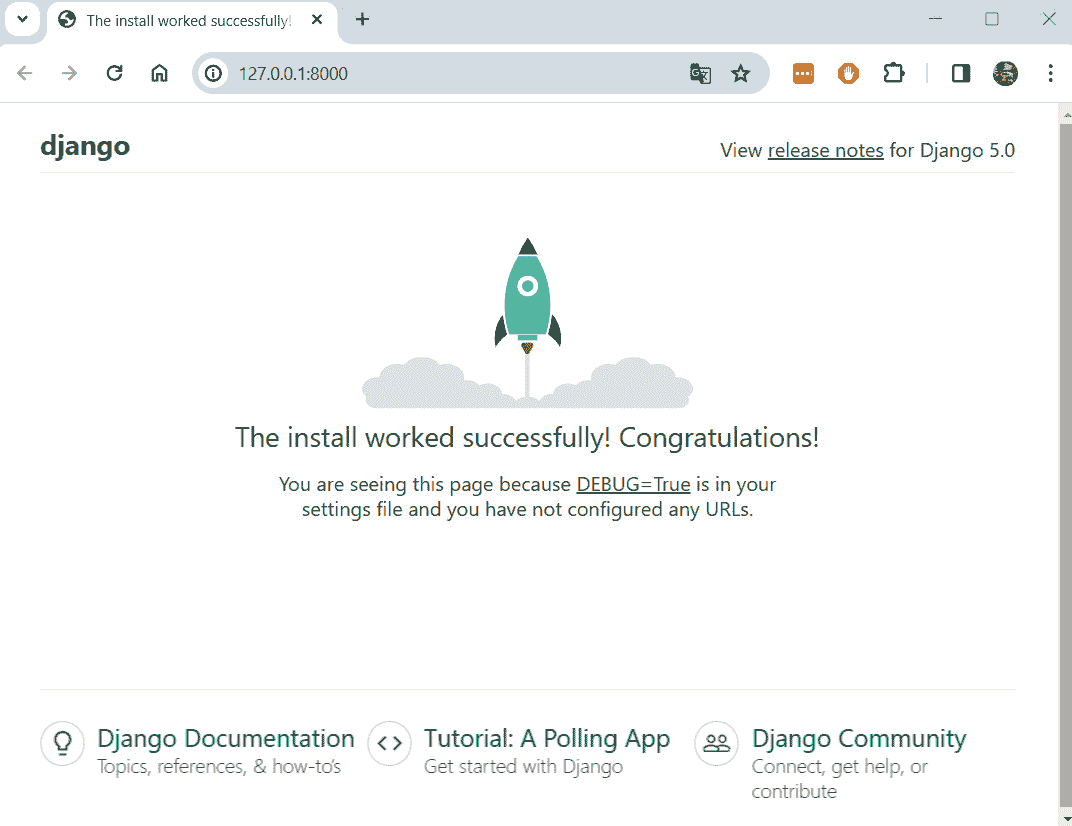 The install worked successfully!
127.0.0.1:8000
django
View release notes for Django 5.0
The install worked successfully! Congratulations!
You are seeing this page because DEBUG=True is in your
settings file and you have not configured any URLs.
Django Documentation
Topics, references, & how-to's
Tutorial: A Polling App
Get started with Django
Django Community
Connect, get help, or
contribute